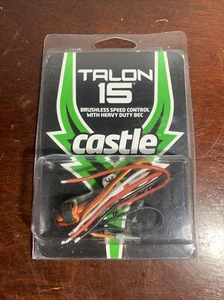 TALON
15
BRUSHLESS SPEED CONTROL
WITH HEAVY DUTY BEC
castle